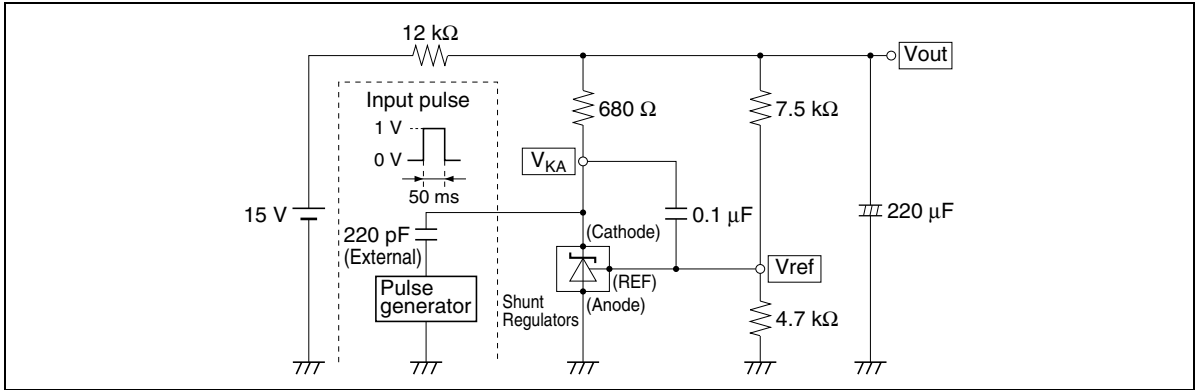 12 kΩ
Vout
Input pulse
1 V
0 V
50 ms
680 Ω
7.5 kΩ
VKA
15 V
220 pF
(External)
0.1 μF
220 μF
(Cathode)
Vref
(REF)
Pulse
generator
Shunt
Regulators
(Anode)
4.7 kΩ